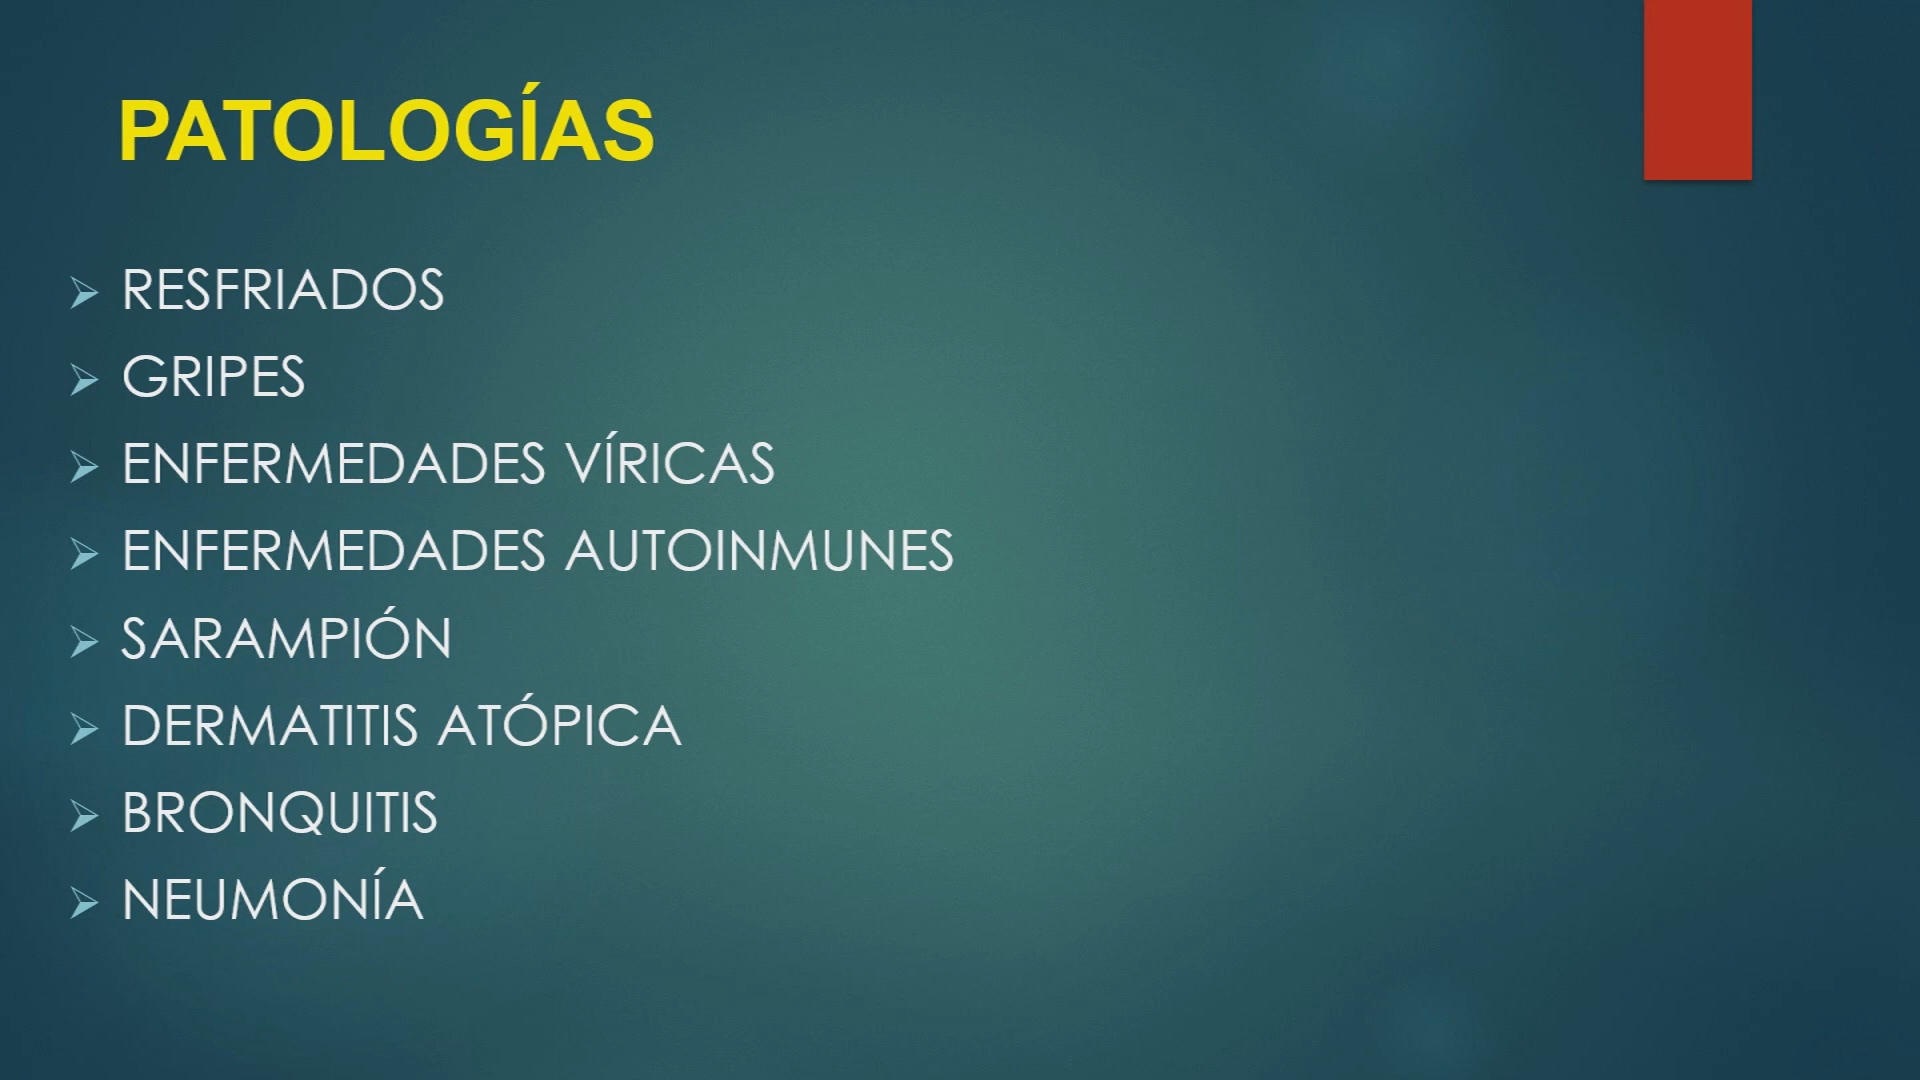 PATOLOGÍAS
RESFRIADOS
GRIPES
ENFERMEDADES VÍRICAS
ENFERMEDADES AUTOINMUNES
SARAMPIÓN
DERMATITIS ATÓPICA
BRONQUITIS
NEUMONÍA